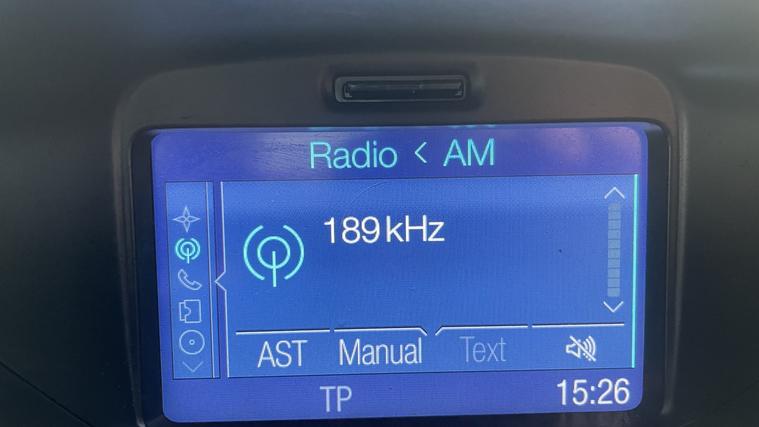 Radio < AM
189 kHz
AST Manual Text
TP 15:26